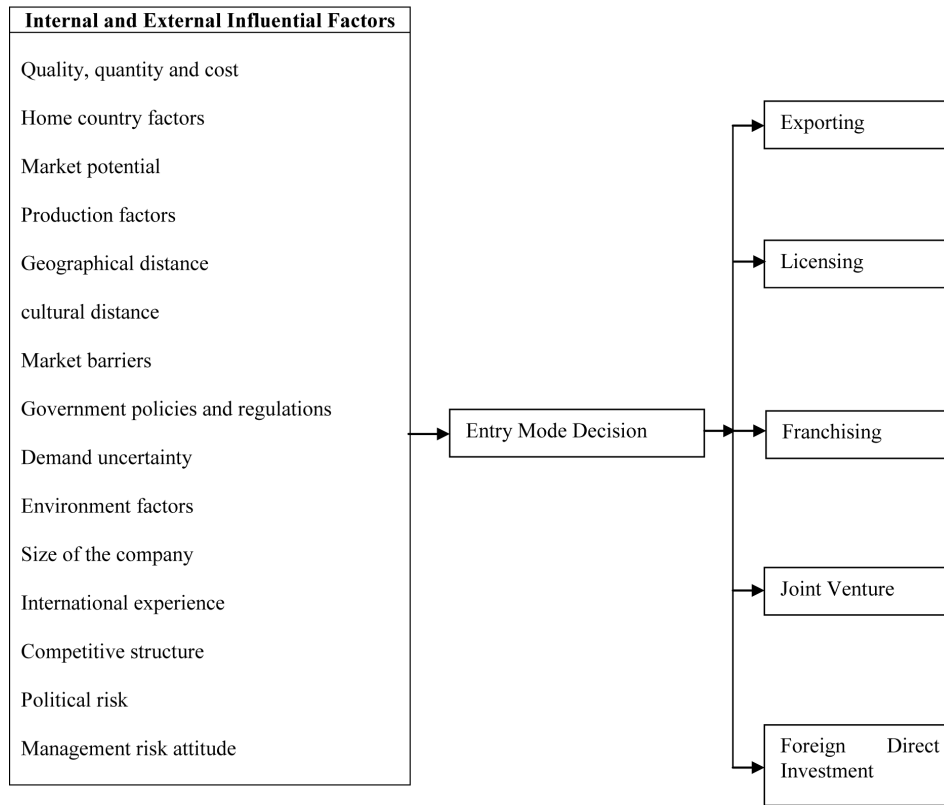 Internal and External Influential Factors
Quality, quantity and cost
Home country factors
Market potential
Production factors
Geographical distance
cultural distance
Market barriers
Government policies and regulations
Demand uncertainty
Environment factors
Size of the company
International experience
Competitive structure
Political risk
Management risk attitude
Entry Mode Decision
Exporting
Licensing
Franchising
Joint Venture
Foreign Direct
Investment